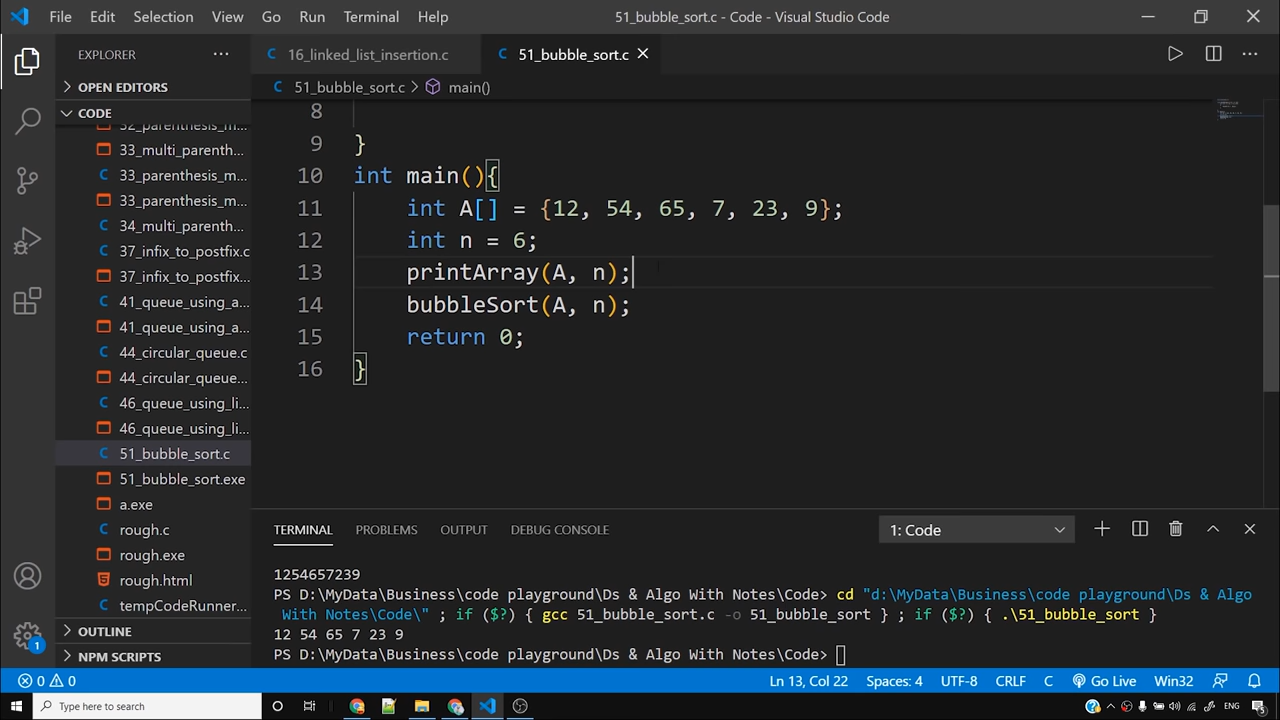 File Edit Selection View Go Run Terminal Help 51_bubble_sort.c - Code - Visual Studio Code
EXPLORER ···
16_linked_list_insertion.c 51_bubble_sort.c
OPEN EDITORS
51_bubble_sort.c > main()
CODE
32_parenthesis_m...
33_multi_parenth...
33_parenthesis_m...
33_parenthesis_m...
34_multi_parenth...
37_infix_to_postfix.c
37_infix_to_postfix...
41_queue_using_a...
41_queue_using_a...
44_circular_queue.c
44_circular_queue...
46_queue_using_li...
46_queue_using_li...
51_bubble_sort.c
51_bubble_sort.exe
a.exe
rough.c
rough.exe
rough.html
tempCodeRunner...
OUTLINE
NPM SCRIPTS
8
9 }
10 int main(){
11 int A[] = {12, 54, 65, 7, 23, 9};
12 int n = 6;
13 printArray(A, n);
14 bubbleSort(A, n);
15 return 0;
16 }
TERMINAL PROBLEMS OUTPUT DEBUG CONSOLE 1: Code
1254657239
PS D:\MyData\Business\code playground\Ds & Algo With Notes\Code> cd "d:\MyData\Business\code playground\Ds & Algo
With Notes\Code\" ; if ($?) { gcc 51_bubble_sort.c -o 51_bubble_sort } ; if ($?) { .\51_bubble_sort }
12 54 65 7 23 9
PS D:\MyData\Business\code playground\Ds & Algo With Notes\Code>
1
0 0 Ln 13, Col 22 Spaces: 4 UTF-8 CRLF C Go Live Win32
Type here to search ENG